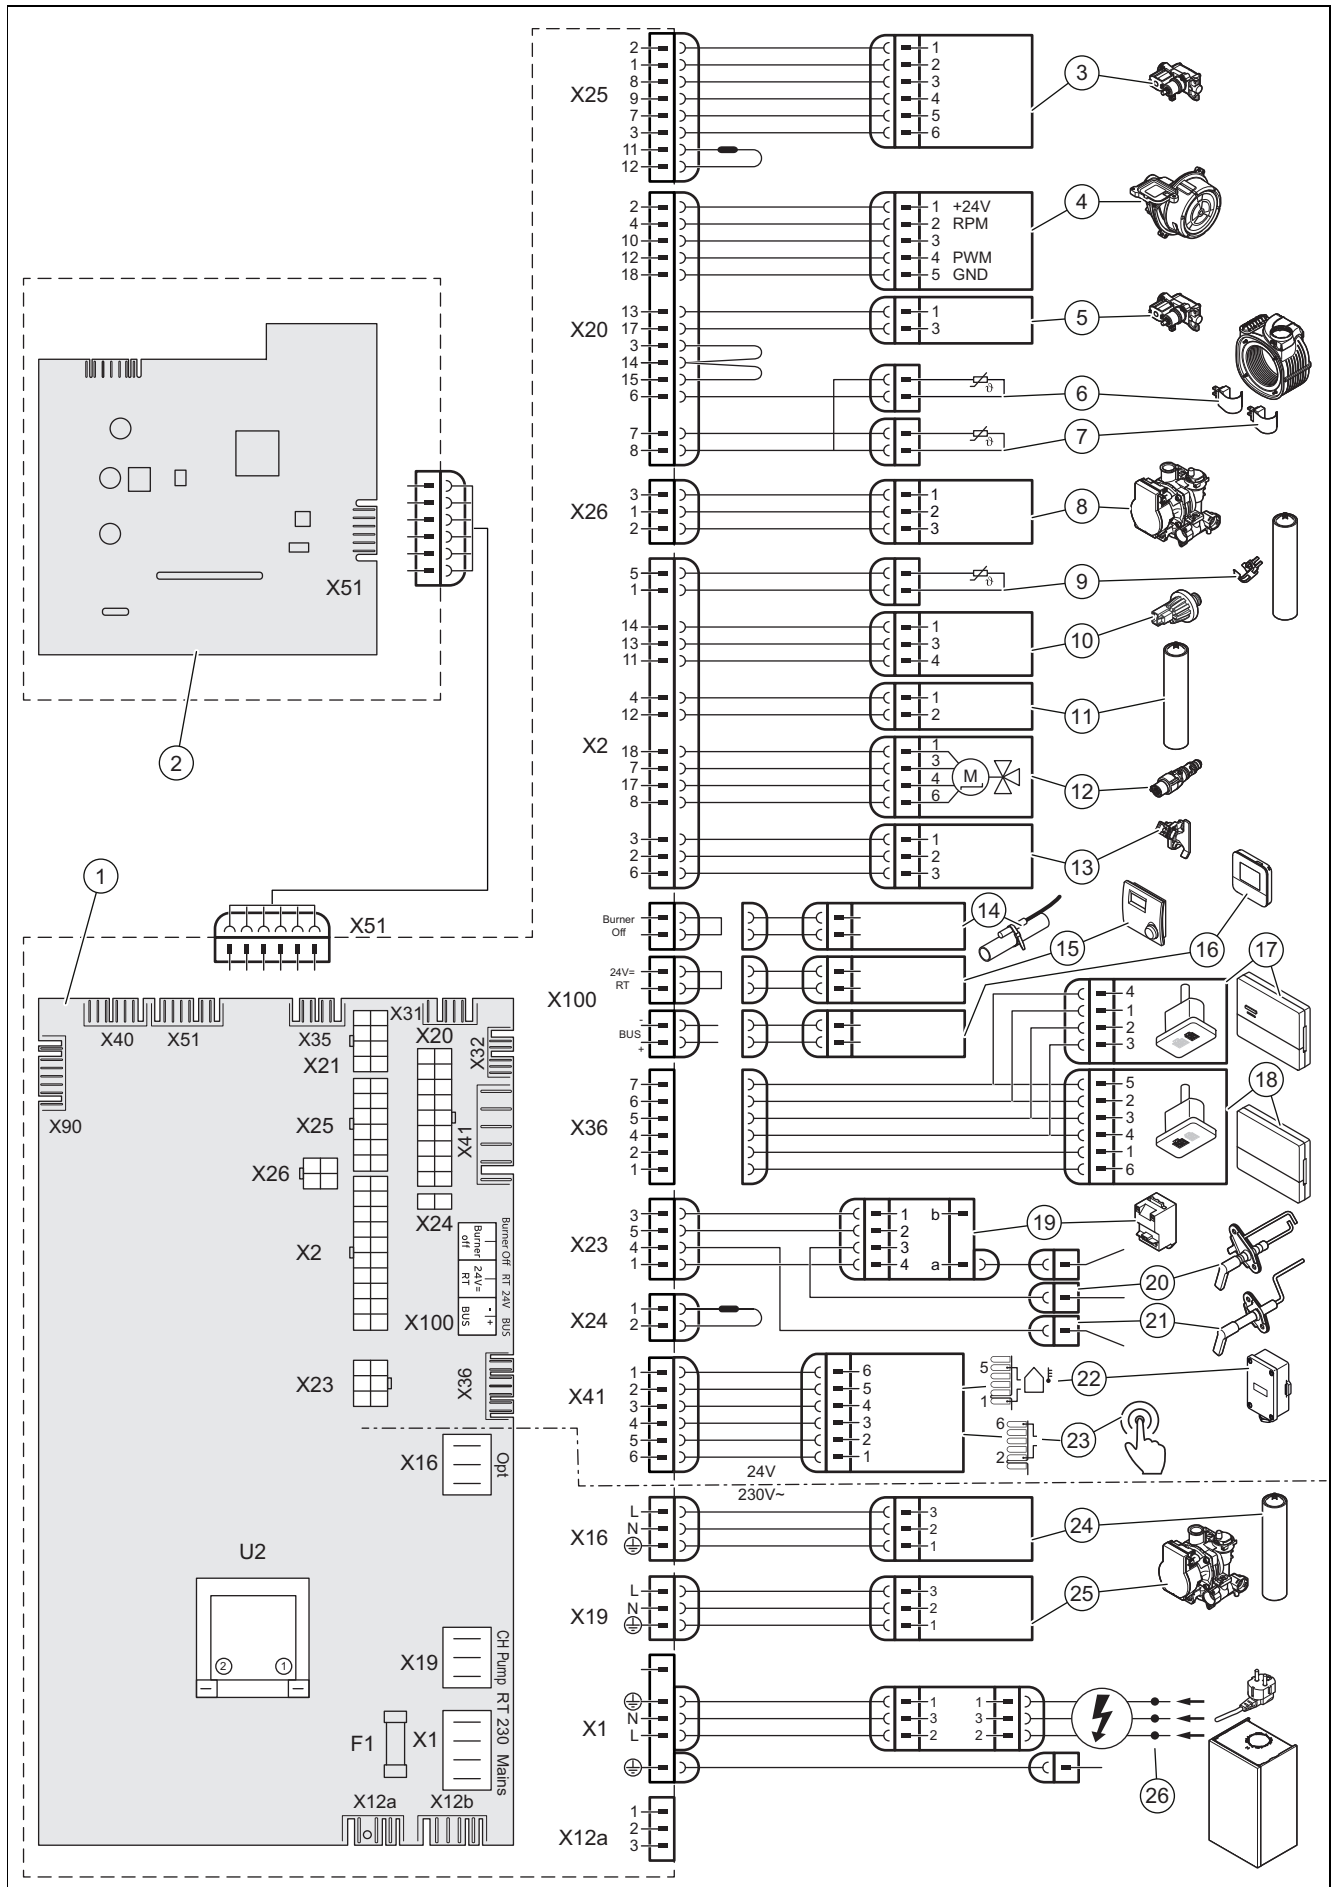 X25
2 1
1 2
8 3
9 4
7 5
3 6
11
12
3
X20
2 1 +24V
4 2 RPM
10 3
12 4 PWM
18 5 GND
4
13 1
17 3
5
3
14
15
6
ϑ
6
7
8
ϑ
7
X26
3 1
1 2
2 3
8
X2
5
1
ϑ
9
14 1
13 3
11 4
10
4 1
12 2
11
18 1
7 3
17 4
8 6
M
12
3 1
2 2
6 3
13
X51
2
1
X51
X100
Burner
Off
14
24V=
RT
15
-
BUS
+
16
17
4
1
2
3
X36
7 5
6 2
5 3
4 4
2 1
1 6
18
X23
3 1 b
5 2
4 3
1 4 a
19
20
21
X24
1
2
X41
1 6
2 5
3 4
4 3
5 2
6 1
5
1
22
6
2
23
24V
230V~
X16
L 3
N 2
1
24
X19
L 3
N 2
1
25
X1
1 1
N 3 3
L 2 2
26
X12a
1
2
3
X40
X51
X35
X31
X20
X32
X21
X90
X25
X41
X26
X24
X2
Burner Off RT 24V BUS
Burner
off
24V=
RT
BUS
- +
X100
X23
X36
X16
Opt
U2
2 1
X19
CH Pump RT 230 Mains
F1
X1
X12a
X12b